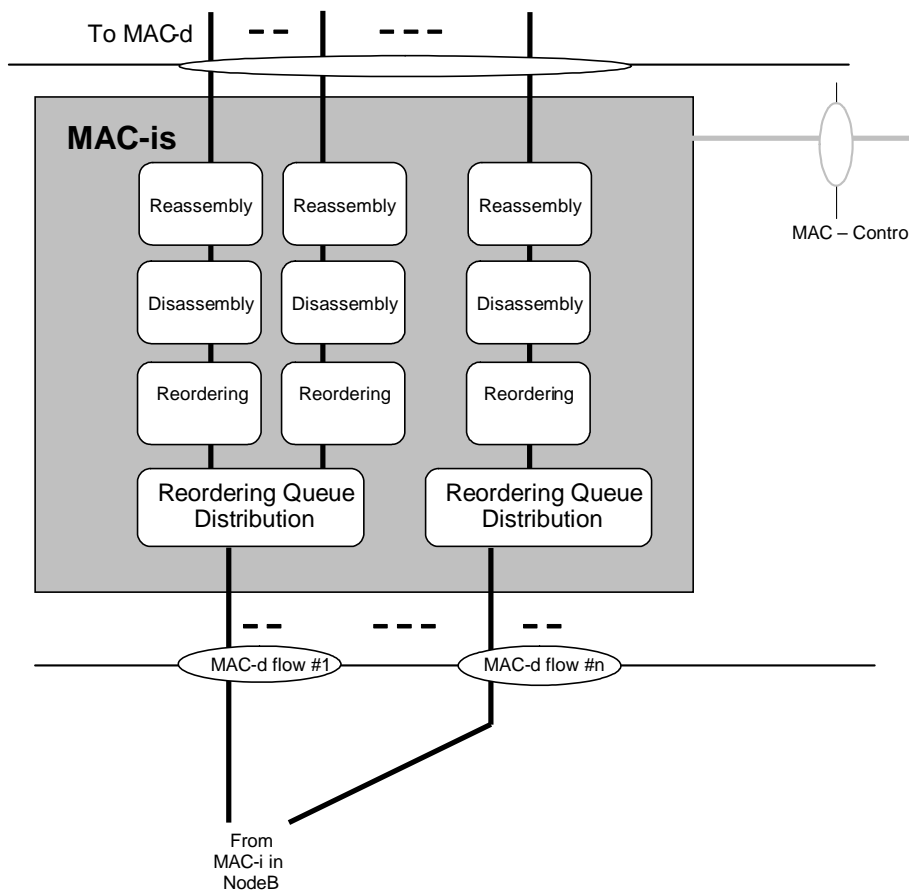 To MAC-d
MAC-is
Reassembly
Reassembly
Reassembly
MAC – Contro
Disassembly
Disassembly
Disassembly
Reordering
Reordering
Reordering
Reordering Queue
Distribution
Reordering Queue
Distribution
MAC-d flow #1
MAC-d flow #n
From
MAC-i in
NodeB